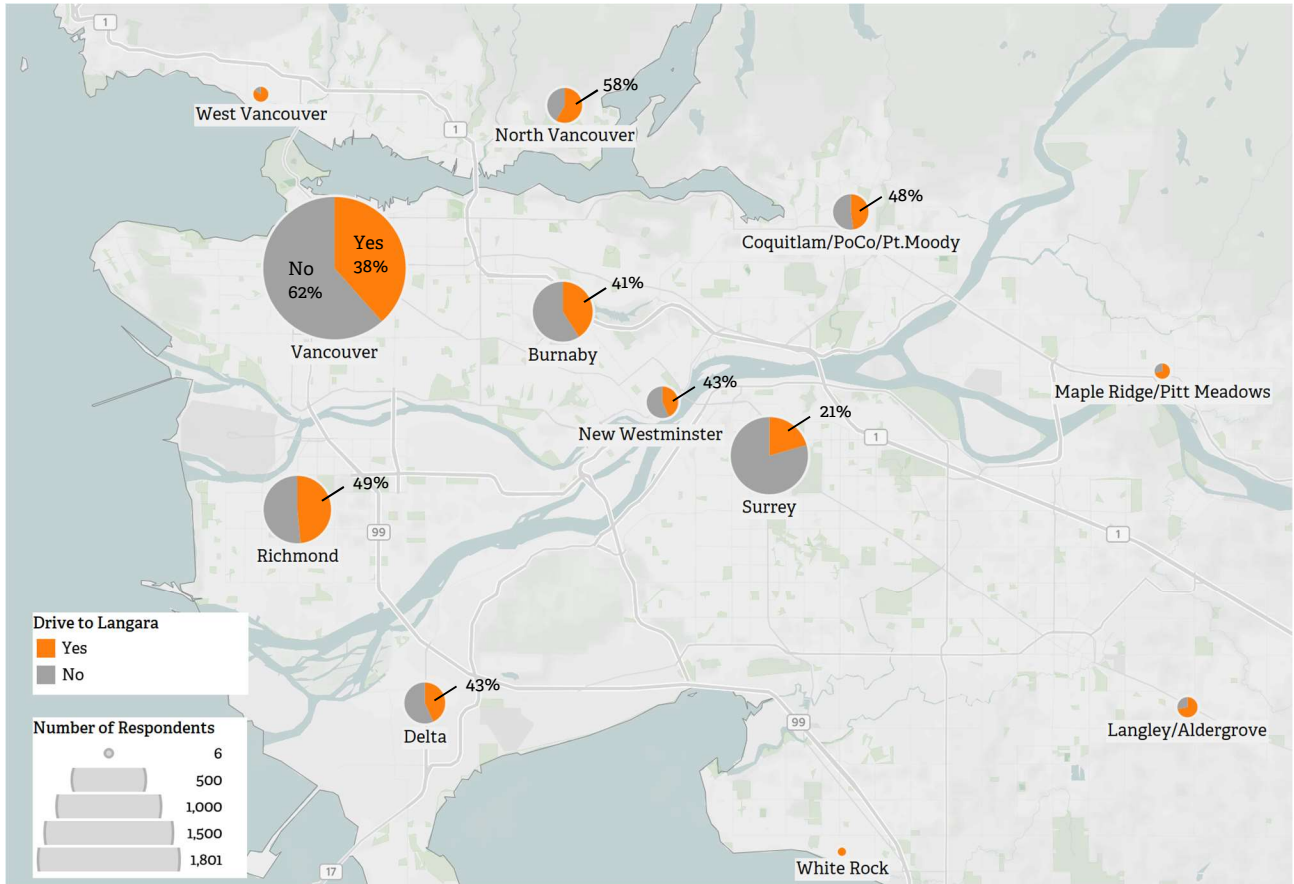 1
West Vancouver
58%
North Vancouver
1
48%
Coquitlam/PoCo/Pt.Moody
Yes
38%
No
62%
Vancouver
41%
Burnaby
Maple Ridge/Pitt Meadows
43%
New Westminster
21%
Surrey
1
49%
Richmond
99
1
Drive to Langara
Yes
No
43%
Delta
Number of Respondents
6
500
1,000
1,500
1,801
99
Langley/Aldergrove
White Rock
17